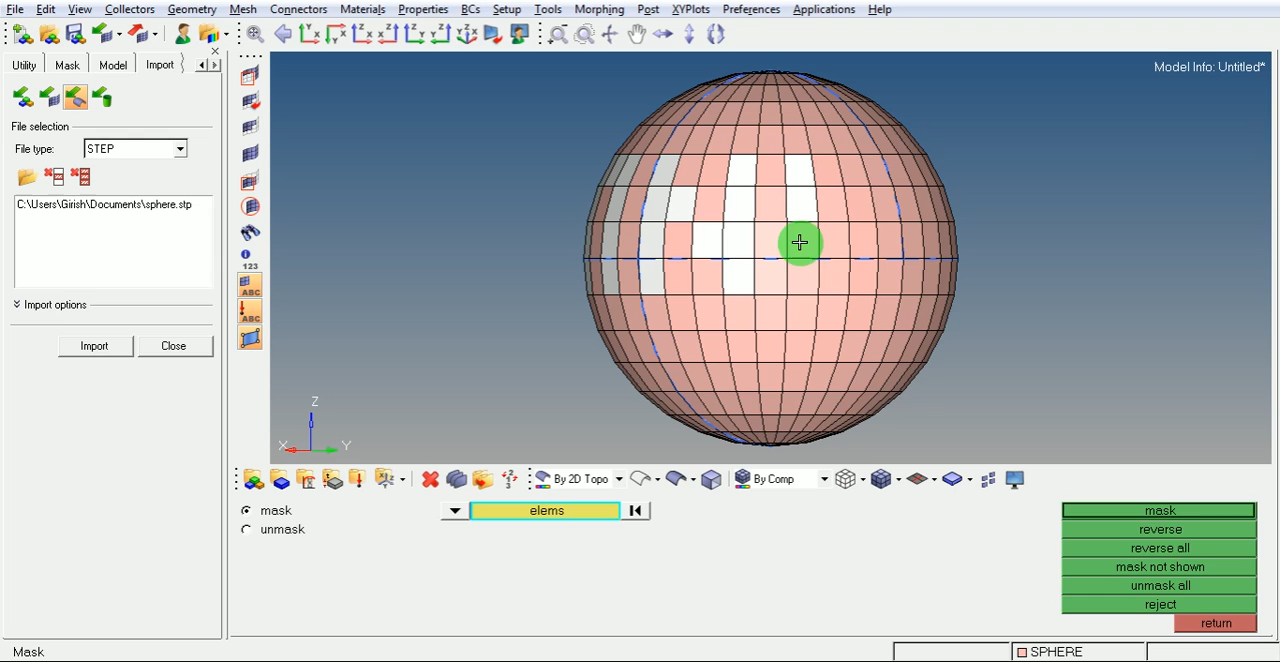 File Edit View Collectors Geometry Mesh Connectors Materials Properties BCs Setup Tools Morphing Post XYPlots Preferences Applications Help
Utility Mask Model Import
Model Info: Untitled*
File selection
File type: STEP
C:\Users\Girish\Documents\sphere.stp
123
ABC
ABC
Import options
Import Close
Z
X Y
By 2D Topo By Comp
mask elems mask
unmask reverse
reverse all
mask not shown
unmask all
reject
return
Mask SPHERE